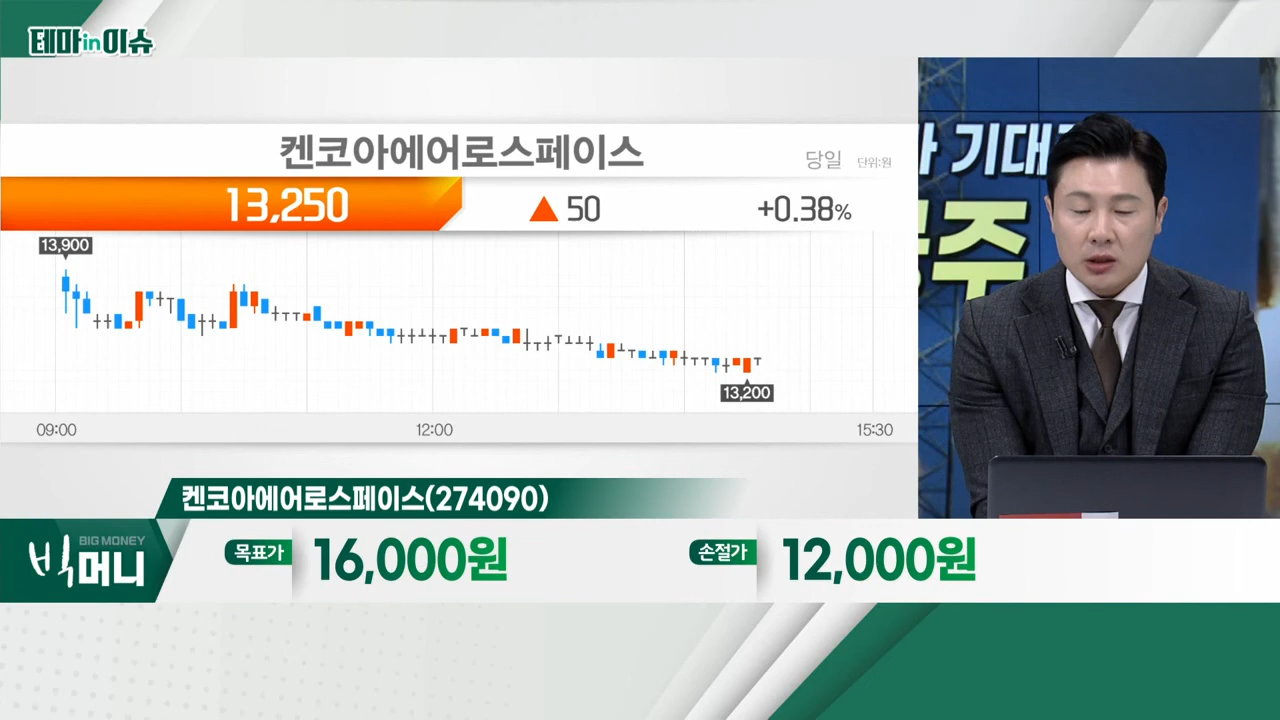 테마in이슈
켄코아에어로스페이스
당일 단위:원
13,250 ▲ 50 +0.38%
13,900
13,200
09:00 12:00 15:30
기대
주
켄코아에어로스페이스(274090)
BIG MONEY
빅머니
목표가 16,000원
손절가 12,000원